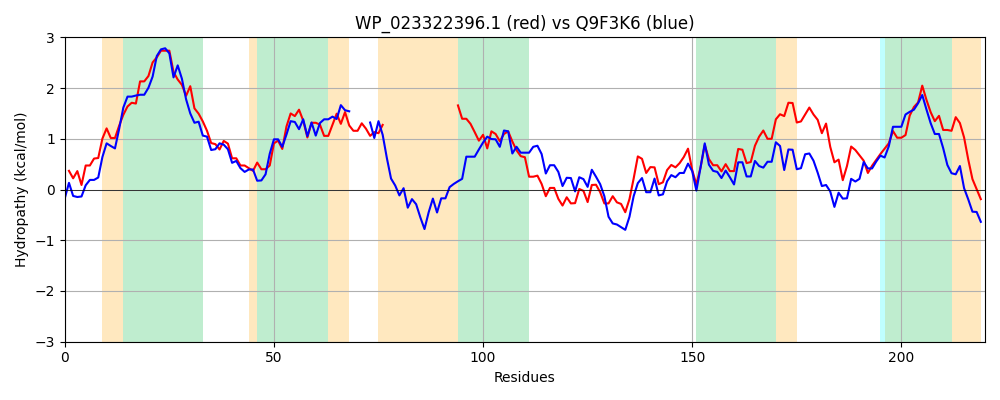 WP_023322396.1 (red) vs Q9F3K6 (blue)
Hydropathy (kcal/mol)
3
2
1
0
−1
−2
−3
0 50 100 150 200
Residues